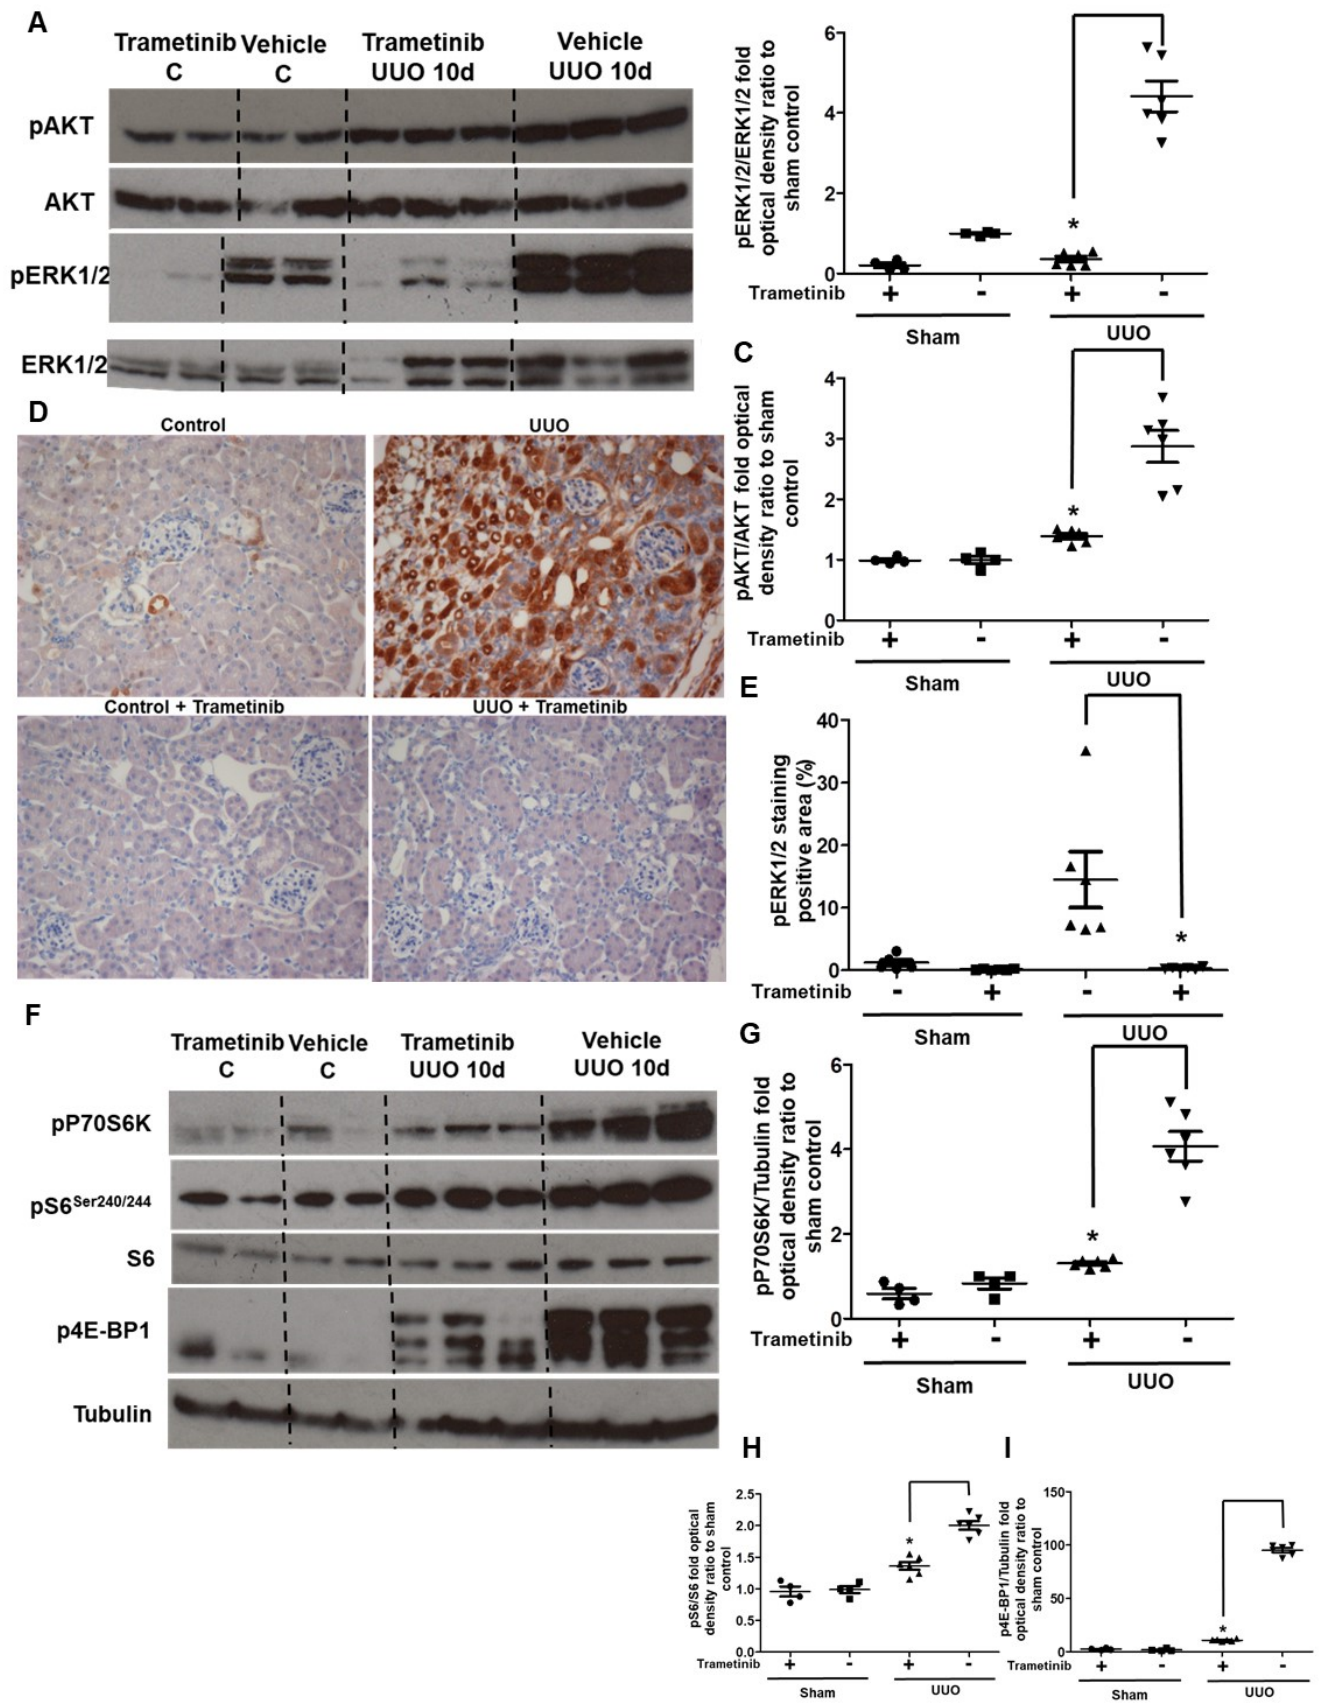 A
Trametinib Vehicle Trametinib Vehicle
C C UUO 10d UUO 10d
pAKT
AKT
pERK1/2
ERK1/2
pERK1/2/ERK1/2 fold
optical density ratio to
sham control
6
4
2
0
*
Trametinib + - + -
Sham UUO
C
pAKT/AKT fold optical
density ratio to sham
control
4
3
2
1
0
*
Trametinib + - + -
Sham UUO
D
Control UUO
Control + Trametinib UUO + Trametinib
E
pERK1/2 staining
positive area (%)
40
30
20
10
0
*
Trametinib - + - +
Sham UUO
F
Trametinib Vehicle Trametinib Vehicle
C C UUO 10d UUO 10d
pP70S6K
pS6Ser240/244
S6
p4E-BP1
Tubulin
G
pP70S6K/Tubulin fold
optical density ratio to
sham control
6
4
2
0
*
Trametinib + - + -
Sham UUO
H
pS6/S6 fold optical
density ratio to sham
control
2.5
2.0
1.5
1.0
0.5
0.0
*
Trametinib + - + -
Sham UUO
I
p4E-BP1/Tubulin fold
optical density ratio to
sham control
150
100
50
0
*
Trametinib + - + -
Sham UUO